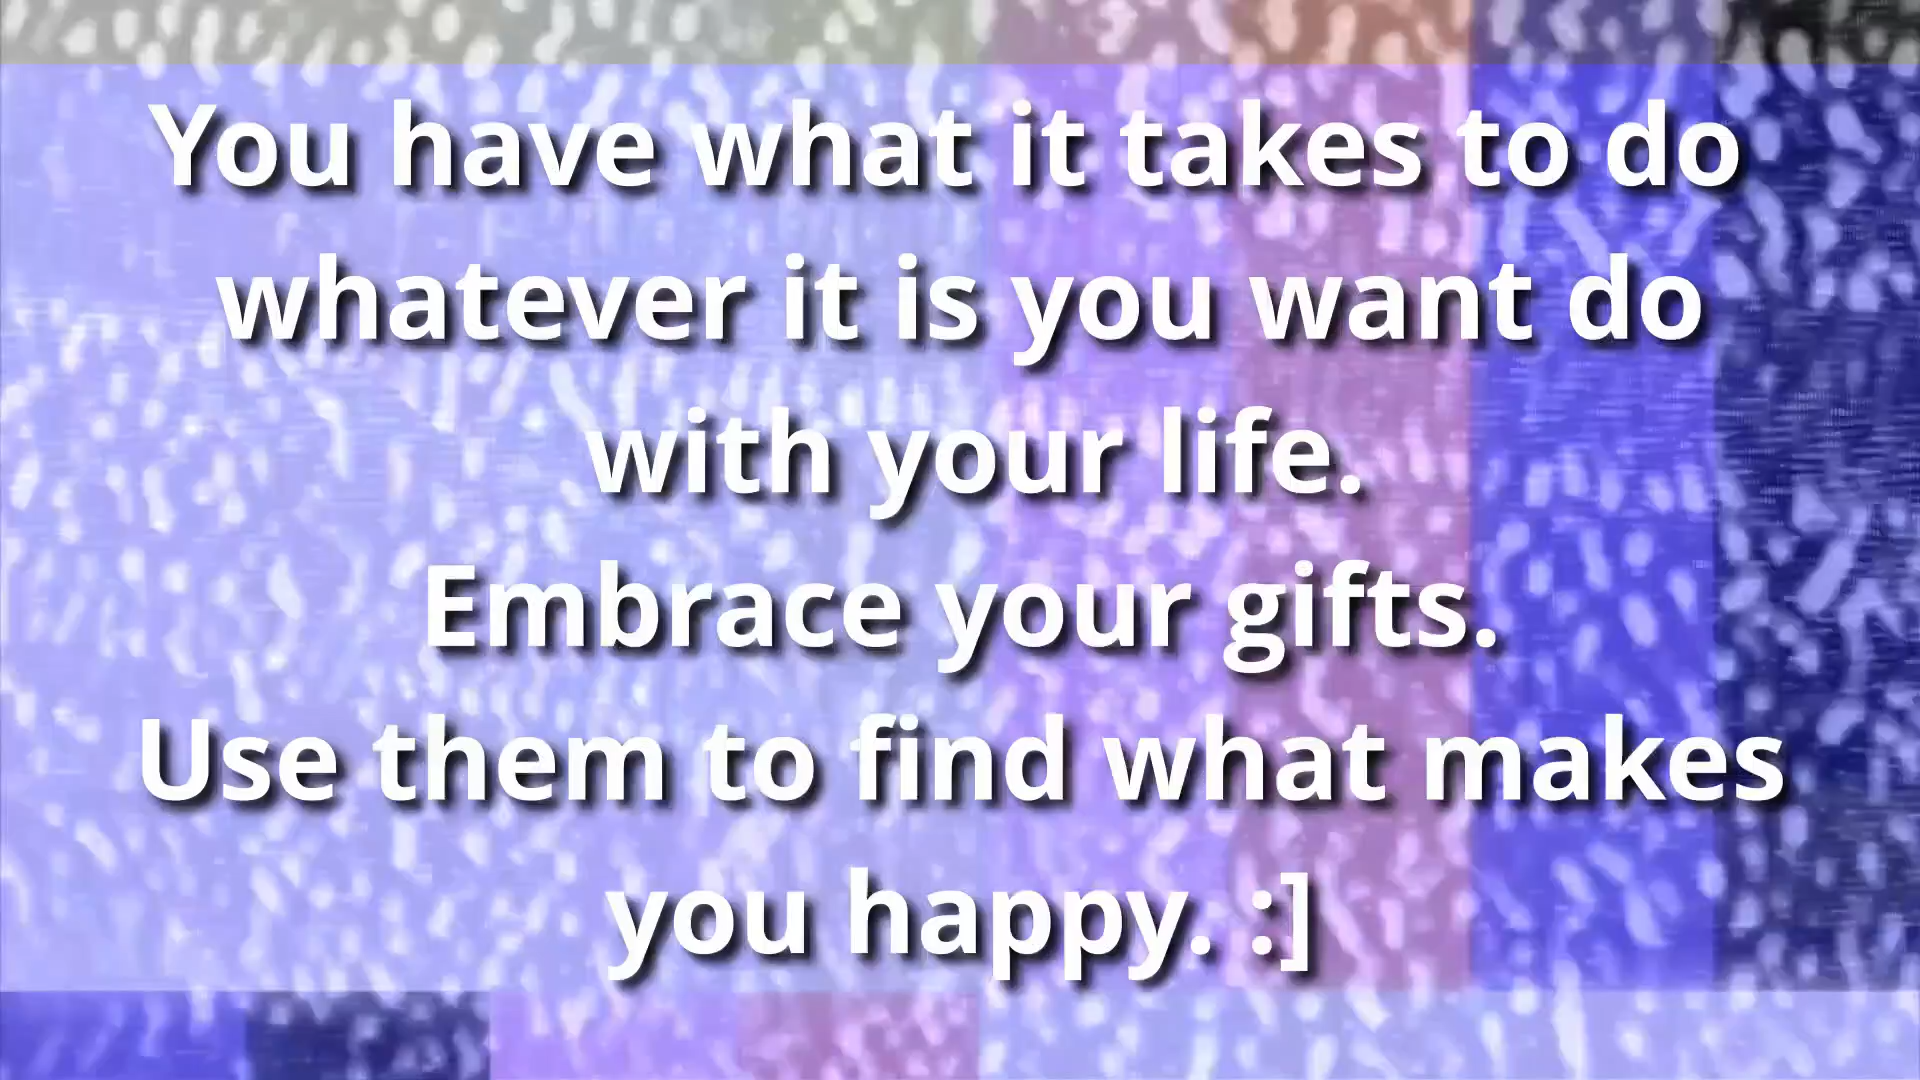 You have what it takes to do
whatever it is you want do
with your life.
Embrace your gifts.
Use them to find what makes
you happy. :]